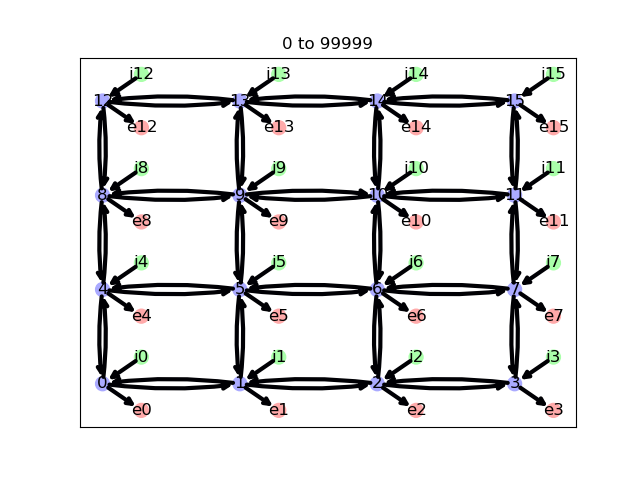 0 to 99999
i12 i13 i14 i15
12 13 14 15
e12 e13 e14 e15
i8 i9 i10 i11
8 9 10 11
e8 e9 e10 e11
i4 i5 i6 i7
4 5 6 7
e4 e5 e6 e7
i0 i1 i2 i3
0 1 2 3
e0 e1 e2 e3